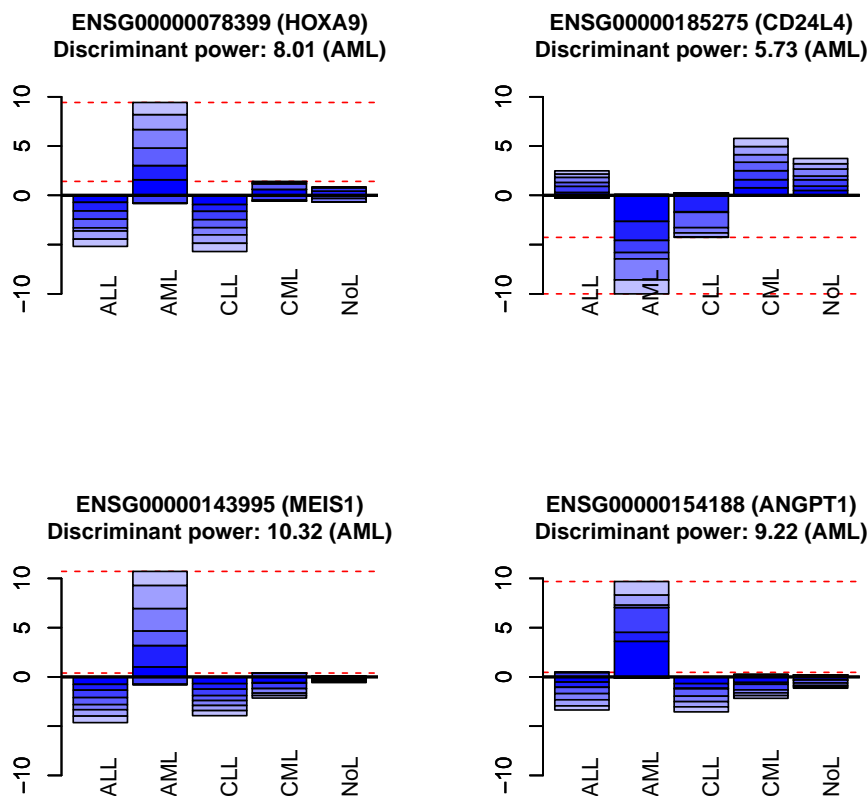 ENSG00000078399 (HOXA9)
Discriminant power: 8.01 (AML)
10
5
0
−10
ALL
AML
CLL
CML
NoL
ENSG00000185275 (CD24L4)
Discriminant power: 5.73 (AML)
10
5
0
−10
ALL
AML
CLL
CML
NoL
ENSG00000143995 (MEIS1)
Discriminant power: 10.32 (AML)
10
5
0
−10
ALL
AML
CLL
CML
NoL
ENSG00000154188 (ANGPT1)
Discriminant power: 9.22 (AML)
10
5
0
−10
ALL
AML
CLL
CML
NoL